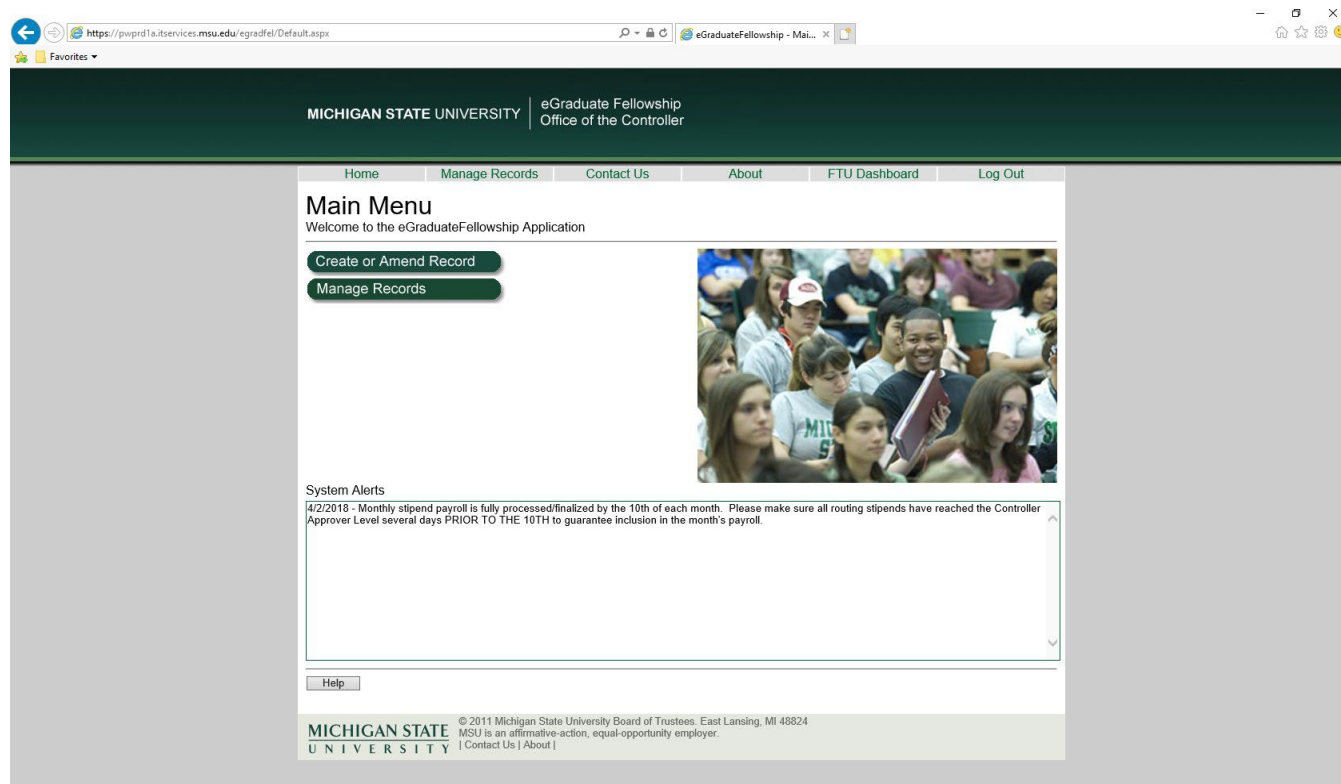 https://pwprd1a.itservices.msu.edu/egradfel/Default.aspx
eGraduateFellowship - Mai...
Favorites
MICHIGAN STATE UNIVERSITY
eGraduate Fellowship
Office of the Controller
Home Manage Records Contact Us About FTU Dashboard Log Out
Main Menu
Welcome to the eGraduateFellowship Application
Create or Amend Record
Manage Records
System Alerts
4/2/2018 - Monthly stipend payroll is fully processed/finalized by the 10th of each month.  Please make sure all routing stipends have reached the Controller
Approver Level several days PRIOR TO THE 10TH to guarantee inclusion in the month's payroll.
Help
MICHIGAN STATE
UNIVERSITY
© 2011 Michigan State University Board of Trustees. East Lansing, MI 48824
MSU is an affirmative-action, equal-opportunity employer.
| Contact Us | About |